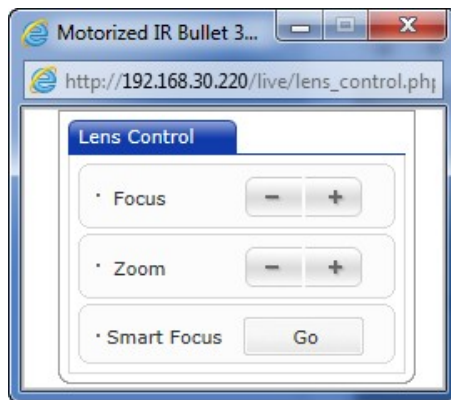 Motorized IR Bullet 3...
http://192.168.30.220/live/lens_control.php
Lens Control
· Focus - +
· Zoom - +
· Smart Focus Go